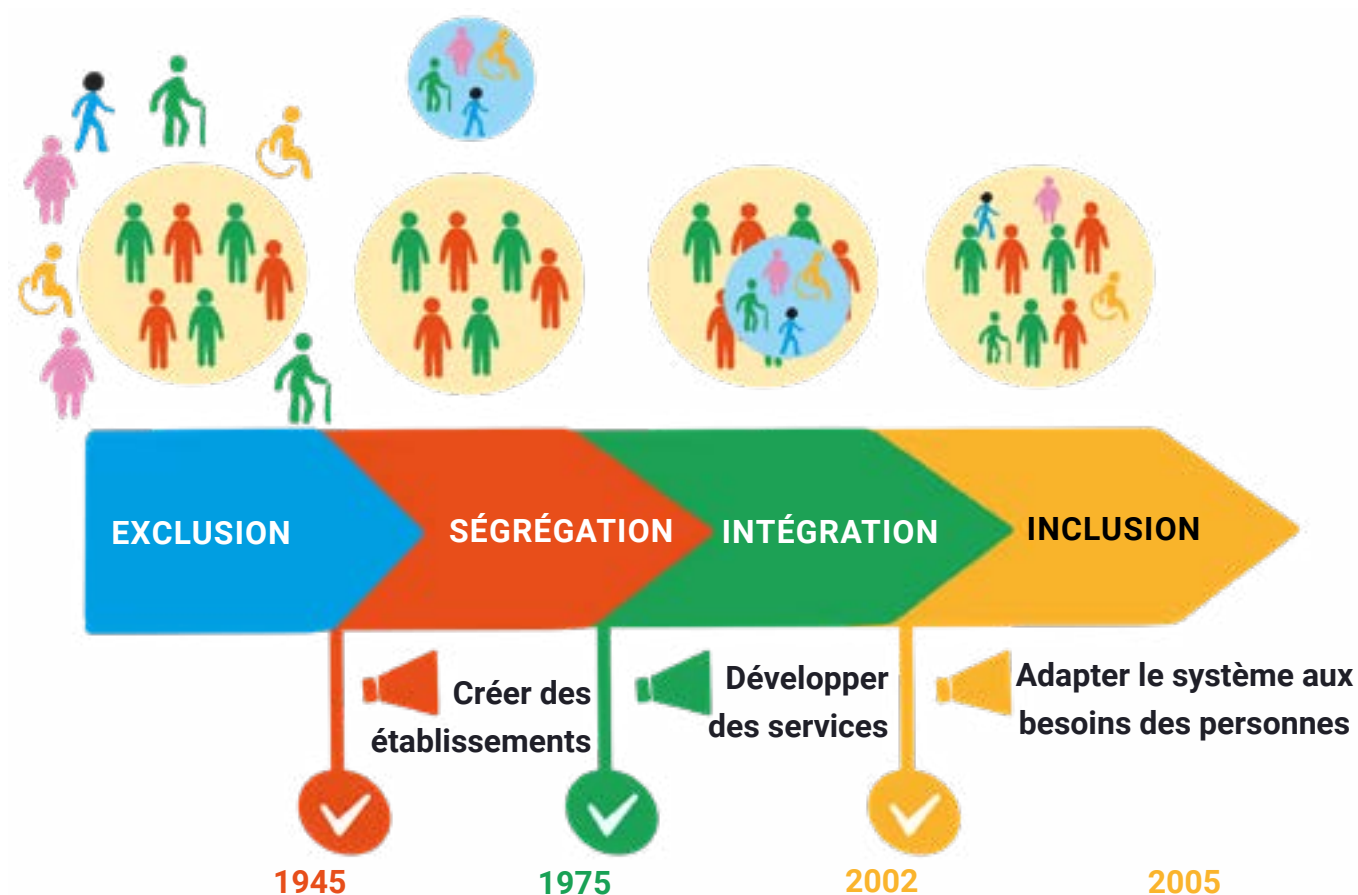 EXCLUSION
SÉGRÉGATION
INTÉGRATION
INCLUSION
Créer des
établissements
Développer
des services
Adapter le système aux
besoins des personnes
1945
1975
2002
2005